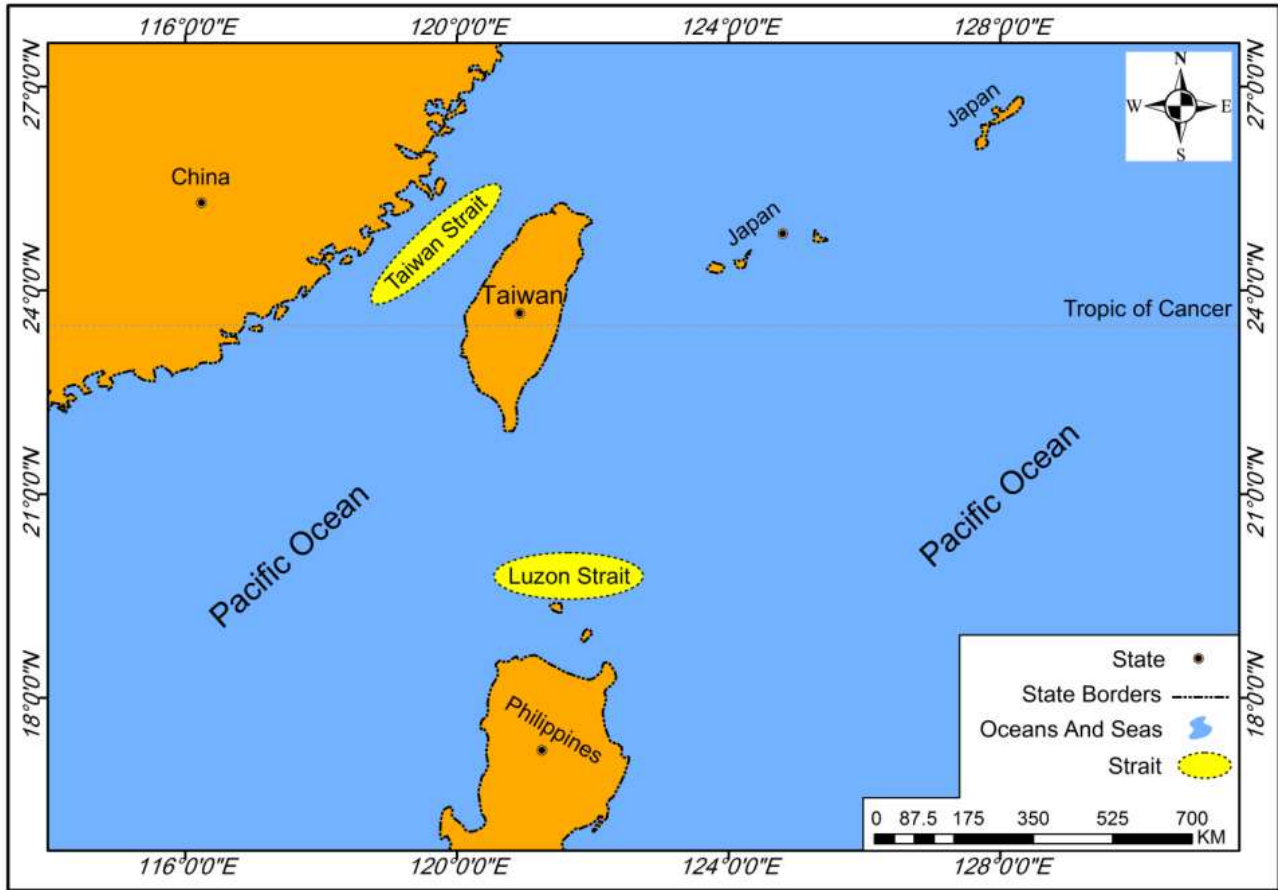 116°0'0"E 120°0'0"E 124°0'0"E 128°0'0"E
27°0'0"N
24°0'0"N
21°0'0"N
18°0'0"N
N
W E
S
Japan
China
Taiwan Strait
Japan
Taiwan
Tropic of Cancer
Pacific Ocean
Pacific Ocean
Luzon Strait
Philippines
State
State Borders
Oceans And Seas
Strait
0 87.5 175 350 525 700
KM
27°0'0"N
24°0'0"N
21°0'0"N
18°0'0"N
116°0'0"E 120°0'0"E 124°0'0"E 128°0'0"E